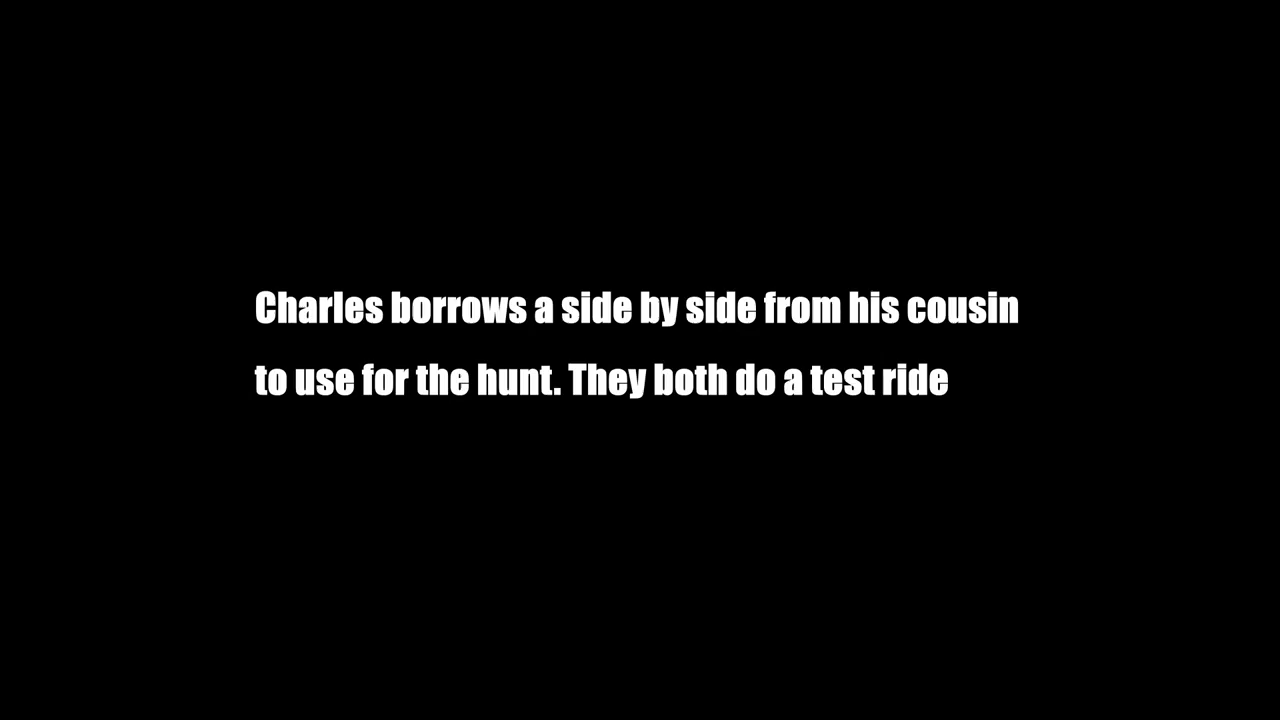 Charles borrows a side by side from his cousin
to use for the hunt. They both do a test ride